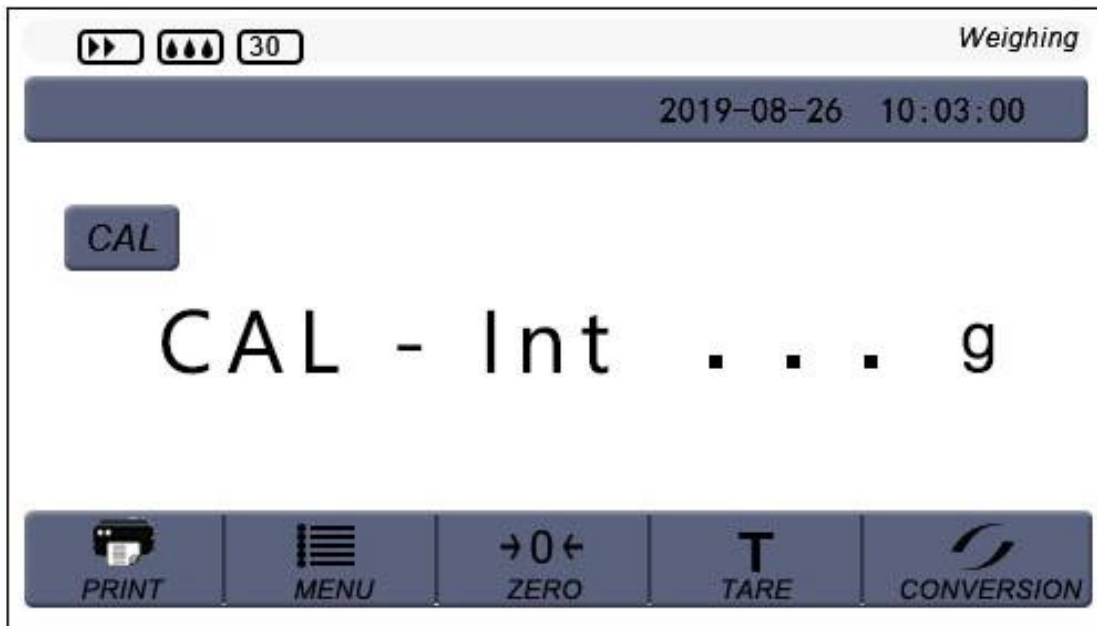 30 Weighing
2019-08-26 10:03:00
CAL
CAL - Int . . . g
→0←
T
PRINT MENU ZERO TARE CONVERSION